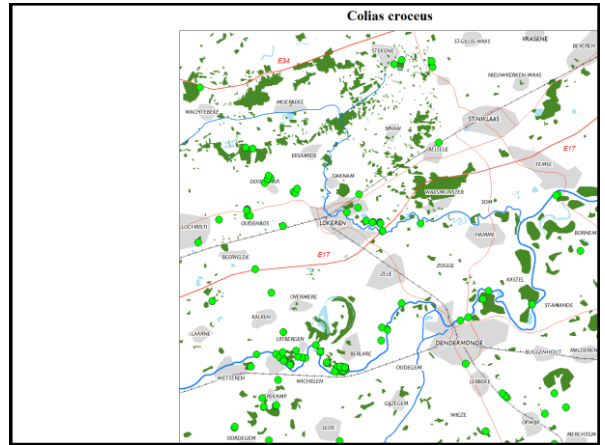 Colias croceus
STEKENE
ST-GILLIS-WAAS
VRASENE
BEVEREN
E34
NIEUWKERKEN-WAAS
MOERBEKE
WACHTEBEKE
ST-NIKLAAS
SINAAI
BELSELE
E17
EKSAARDE
TEMSE
DAKNAM
WAASMUNSTER
ELVERSELE
LOKEREN
OUDENBOS
LOCHRISTI
HAMME
BORNEM
E17
BEERVELDE
ZOGGE
ZELE
KASTEL
OVERMERE
ST-AMANDS
KALKEN
LAARNE
UITBERGEN
DENDERMONDE
BERLARE
BUGGENHOUT
MALDEREN
OUDEGEM
WETTEREN
WICHELEN
LEBBEKE
GIJZEGEM
WIEZE
OPWIJK
LEDE
MERCHTEM
OORDEGEM